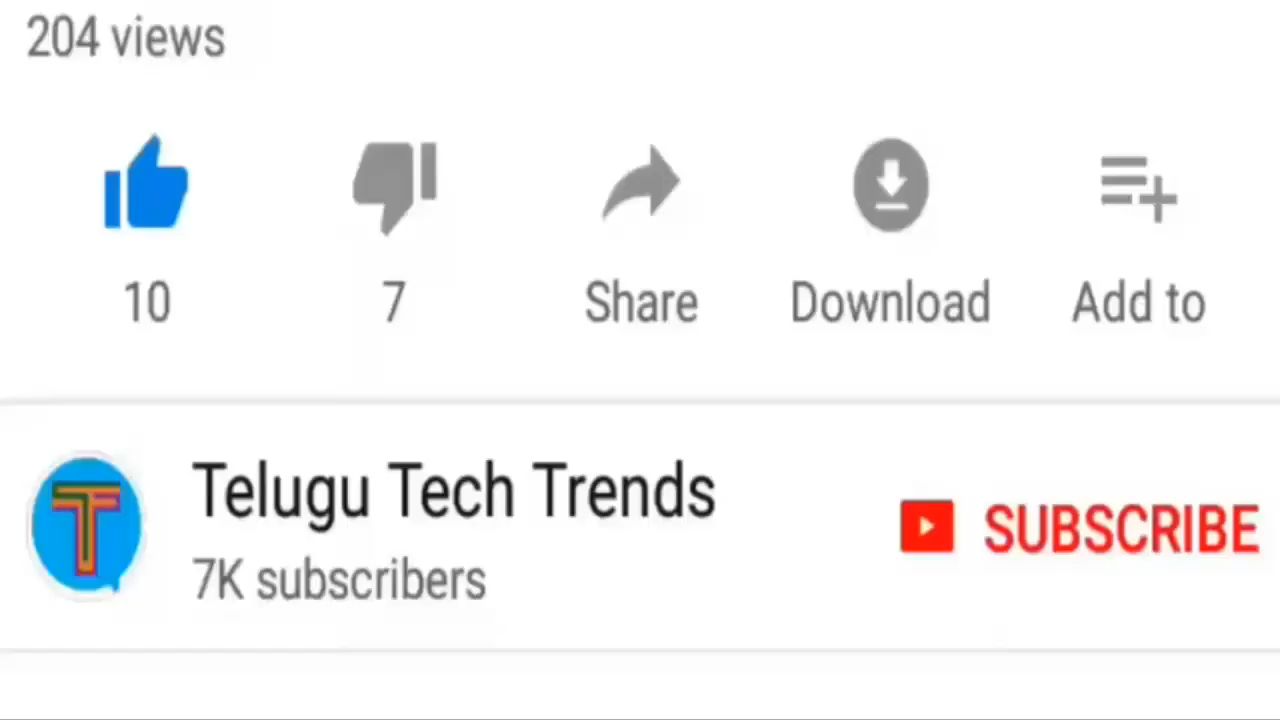 204 views
10 7 Share Download Add to
Telugu Tech Trends
7K subscribers
SUBSCRIBE
T